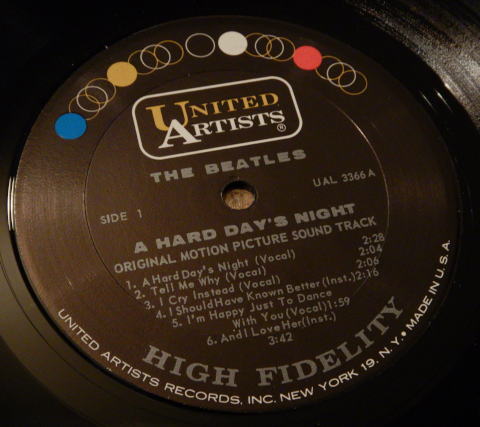 UNITED
ARTISTS®
THE BEATLES
UAL 3366A
SIDE 1
A HARD DAY'S NIGHT
ORIGINAL MOTION PICTURE SOUND TRACK
1. A Hard Day's Night (Vocal) 2:28
2. Tell Me Why (Vocal) 2:04
3. I Cry Instead (Vocal) 2:06
4. I Should Have Known Better (Inst.) 2:16
5. I'm Happy Just To Dance
With You (Vocal) 1:59
6. And I Love Her (Inst.)
3:42
HIGH FIDELITY
UNITED ARTISTS RECORDS, INC. NEW YORK 19, N.Y. • MADE IN U.S.A.